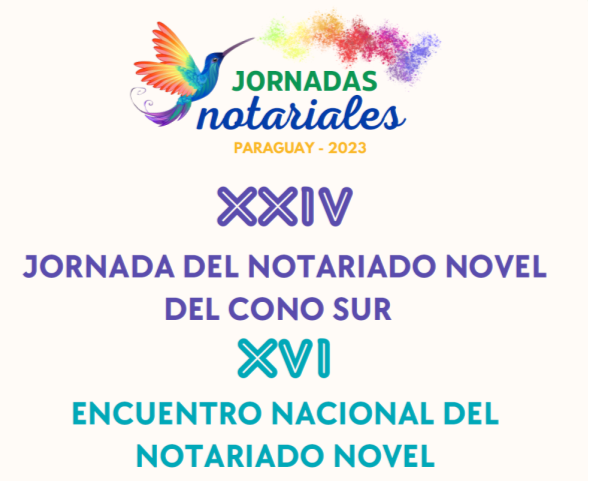 JORNADAS
notariales
PARAGUAY - 2023
XXIV
JORNADA DEL NOTARIADO NOVEL
DEL CONO SUR
XVI
ENCUENTRO NACIONAL DEL
NOTARIADO NOVEL